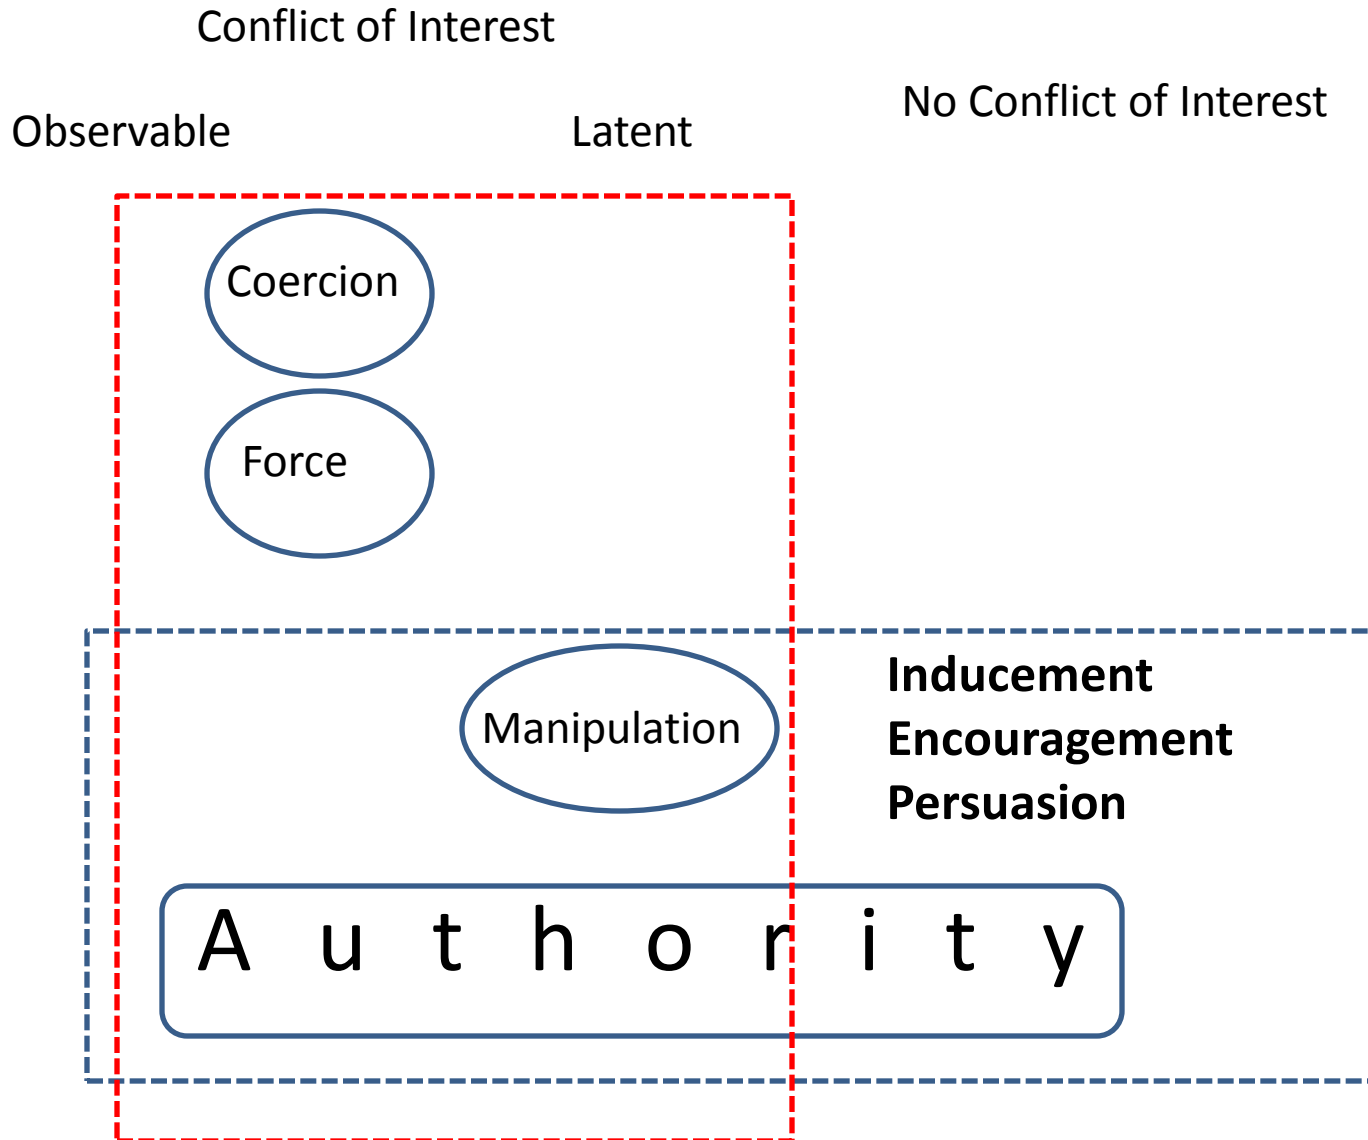 Conflict of Interest
No Conflict of Interest
Observable
Latent
Coercion
Force
Manipulation
Inducement
Encouragement
Persuasion
A u t h o r i t y